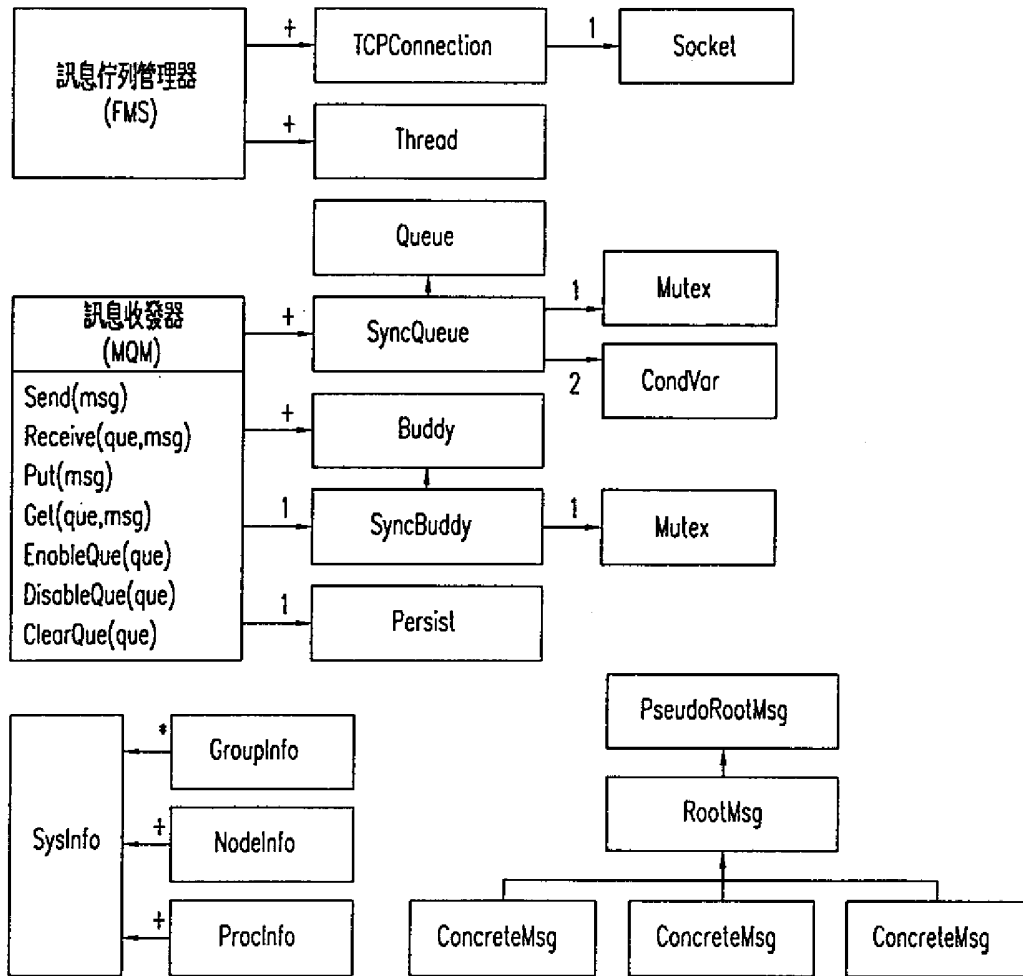 訊息佇列管理器
(FMS)
+
TCPConnection
1
Socket
+
Thread
Queue
訊息收發器
(MQM)
+
SyncQueue
1
Mutex
2
CondVar
Send(msg)
Receive(que,msg)
Put(msg)
Get(que,msg)
EnobleQue(que)
DisableQue(que)
ClearQue(que)
+
Buddy
1
SyncBuddy
1
Mutex
1
Persist
SysInfo
*
GroupInfo
+
NodeInfo
+
ProcInfo
PseudoRootMsg
RootMsg
ConcreteMsg
ConcreteMsg
ConcreteMsg